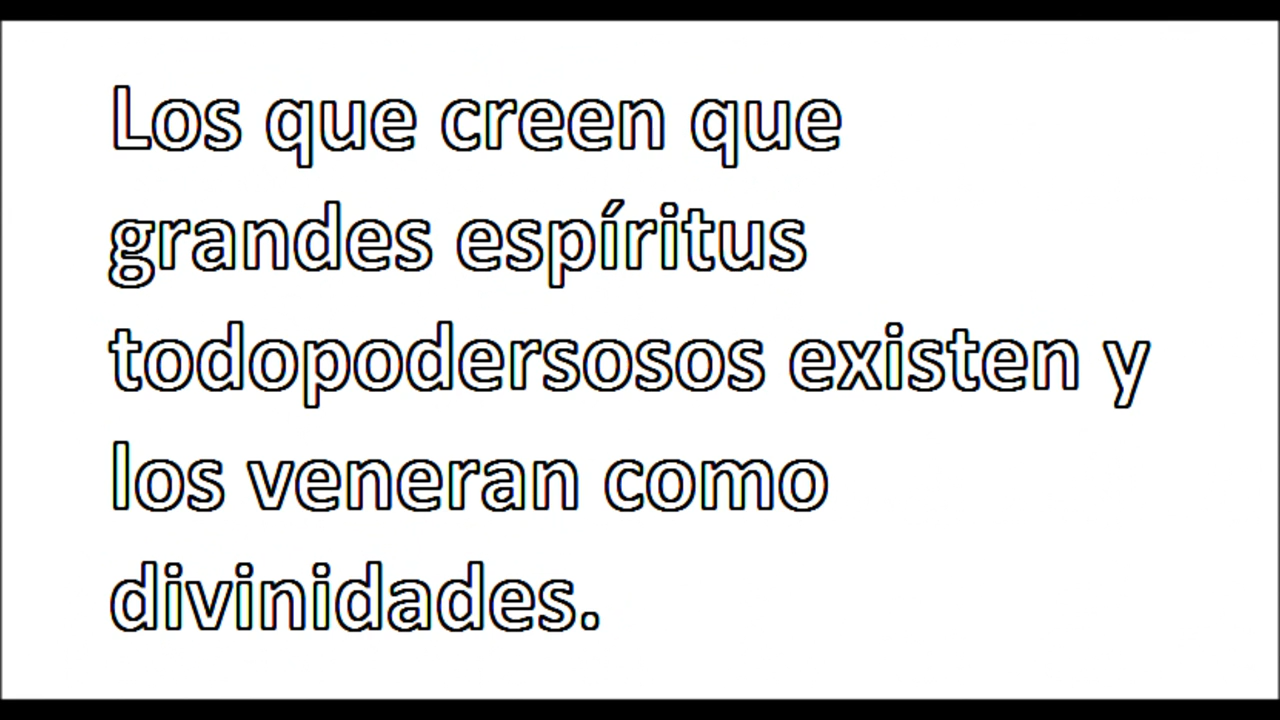 Los que creen que
grandes espíritus
todopodersosos existen y
los veneran como
divinidades.